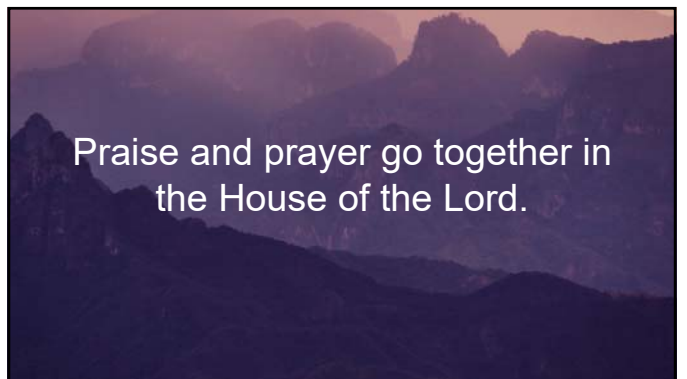 Praise and prayer go together in
the House of the Lord.